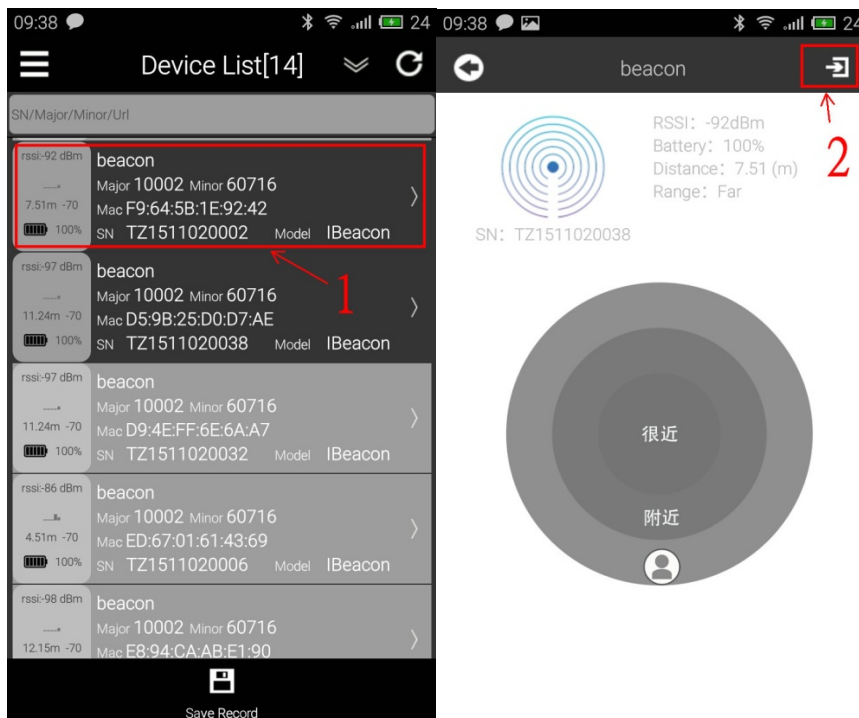 09:38 24
Device List[14]
SN/Major/Minor/Url
rssi:-92 dBm
7.51m -70
100%
beacon
Major 10002 Minor 60716
Mac F9:64:5B:1E:92:42
SN TZ1511020002 Model IBeacon
1
rssi:-97 dBm
11.24m -70
100%
beacon
Major 10002 Minor 60716
Mac D5:9B:25:D0:D7:AE
SN TZ1511020038 Model IBeacon
rssi:-97 dBm
11.24m -70
100%
beacon
Major 10002 Minor 60716
Mac D9:4E:FF:6E:6A:A7
SN TZ1511020032 Model IBeacon
rssi:-86 dBm
4.51m -70
100%
beacon
Major 10002 Minor 60716
Mac ED:67:01:61:43:69
SN TZ1511020006 Model IBeacon
rssi:-98 dBm
12.15m -70
beacon
Major 10002 Minor 60716
Mac E8:94:CA:AB:E1:90
Save Record
09:38 24
beacon
2
RSSI: -92dBm
Battery: 100%
Distance: 7.51 (m)
Range: Far
SN: TZ1511020038
很近
附近